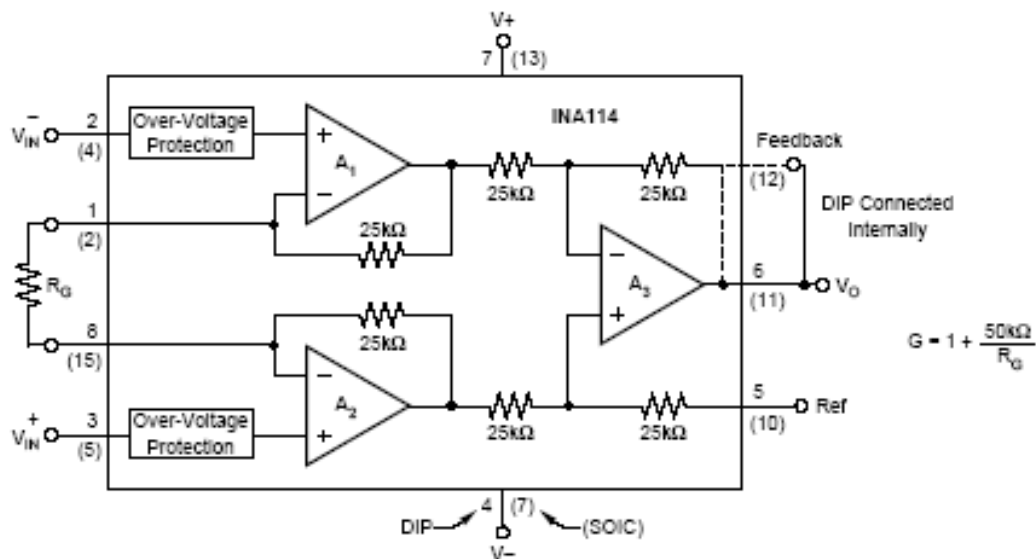 V+
7 (13)
INA114
V⁻IN
2
(4)
Over-Voltage
Protection
+
A1
−
25kΩ
25kΩ
25kΩ
Feedback
(12)
DIP Connected
Internally
1
(2)
RG
8
(15)
−
A3
+
6
(11)
VO
G = 1 + 50kΩ
RG
25kΩ
−
A2
+
V⁺IN
3
(5)
Over-Voltage
Protection
25kΩ
25kΩ
5
(10)
Ref
DIP
4 (7)
(SOIC)
V−